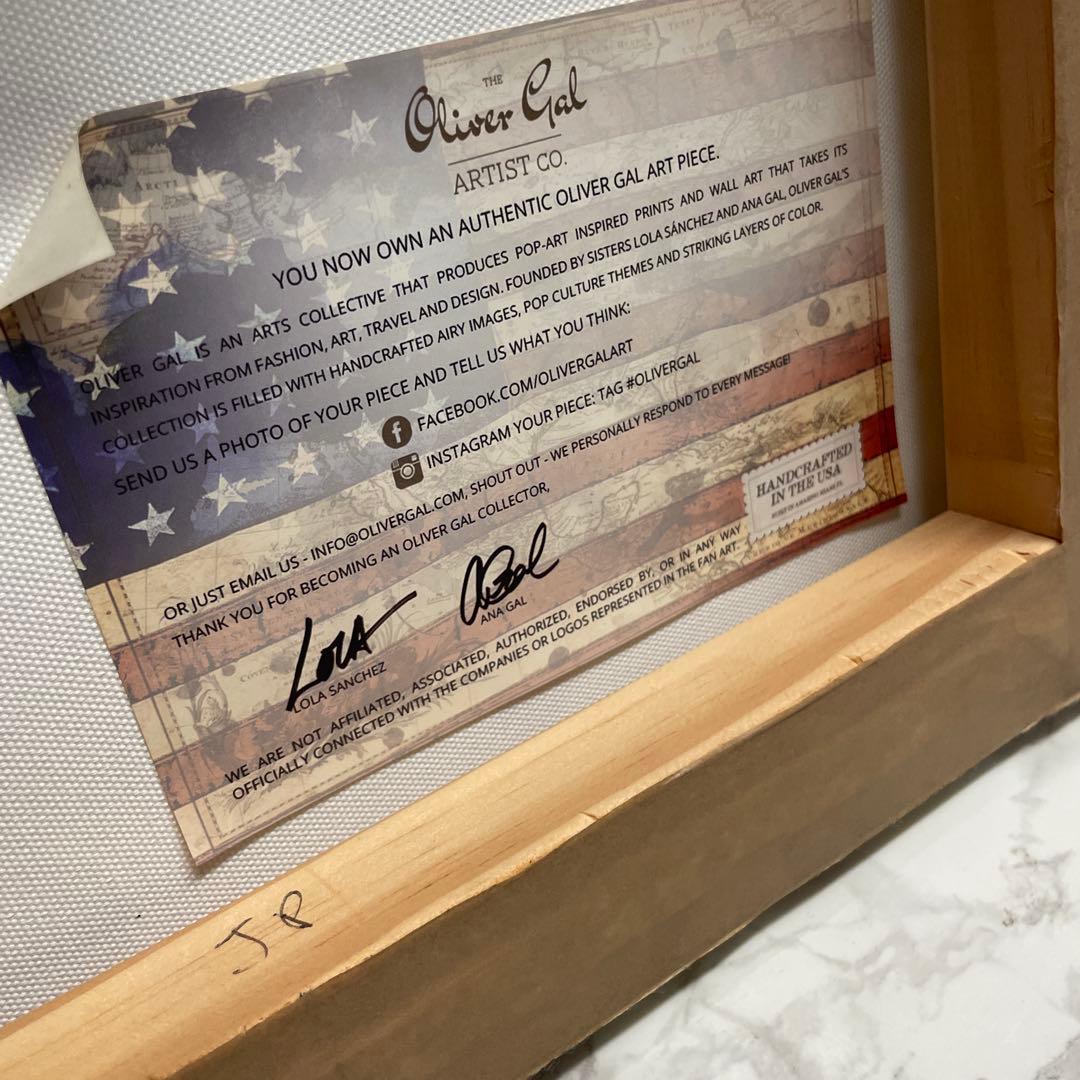 THE
Oliver Gal
ARTIST CO.
YOU NOW OWN AN AUTHENTIC OLIVER GAL ART PIECE.
OLIVER GAL IS AN ARTS COLLECTIVE THAT PRODUCES POP-ART INSPIRED PRINTS AND WALL ART THAT TAKES ITS
INSPIRATION FROM FASHION, ART, TRAVEL AND DESIGN. FOUNDED BY SISTERS LOLA SÁNCHEZ AND ANA GAL, OLIVER GAL'S
COLLECTION IS FILLED WITH HANDCRAFTED AIRY IMAGES, POP CULTURE THEMES AND STRIKING LAYERS OF COLOR.
SEND US A PHOTO OF YOUR PIECE AND TELL US WHAT YOU THINK:
f FACEBOOK.COM/OLIVERGALART
INSTAGRAM YOUR PIECE: TAG #OLIVERGAL
OR JUST EMAIL US - INFO@OLIVERGAL.COM, SHOUT OUT - WE PERSONALLY RESPOND TO EVERY MESSAGE!
THANK YOU FOR BECOMING AN OLIVER GAL COLLECTOR,
LOLA
LOLA SANCHEZ
ANA GAL
HANDCRAFTED
IN THE USA
WE ARE NOT AFFILIATED, ASSOCIATED, AUTHORIZED, ENDORSED BY, OR IN ANY WAY
OFFICIALLY CONNECTED WITH THE COMPANIES OR LOGOS REPRESENTED IN THE FAN ART.
ARCTI
JP